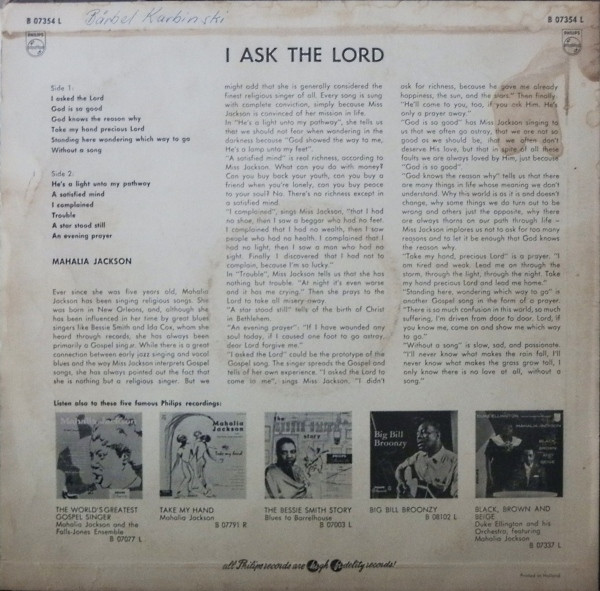 B 07354 L
Bärbel Karbinski
B 07354 L
PHILIPS
PHILIPS
I ASK THE LORD
Side 1:
I asked the Lord
God is so good
God knows the reason why
Take my hand precious Lord
Standing here wondering which way to go
Without a song
Side 2:
He's a light unto my pathway
A satisfied mind
I complained
Trouble
A star stood still
An evening prayer
MAHALIA JACKSON
Ever since she was five years old, Mahalia
Jackson has been singing religious songs. She
was born in New Orleans, and, although she
has been influenced in her time by great blues
singers like Bessie Smith and Ida Cox, whom she
heard through records, she has always been
primarily a Gospel singer. While there is a great
connection between early jazz singing and vocal
blues and the way Miss Jackson interprets Gospel
songs, she has always pointed out the fact that
she is nothing but a religious singer. But we
might add that she is generally considered the
finest religious singer of all. Every song is sung
with complete conviction, simply because Miss
Jackson is convinced of her mission in life.
In "He's a light unto my pathway", she tells us
that we should not fear when wandering in the
darkness because "God showed the way to me,
He's a lamp unto my feet".
"A satisfied mind" is real richness, according to
Miss Jackson. What can you do with money?
Can you buy back your youth, can you buy a
friend when you're lonely, can you buy peace
to your soul? No. There's no richness except in
a satisfied mind.
"I complained", sings Miss Jackson, "that I had
no shoe, then I saw a beggar who had no feet.
I complained that I had no wealth, then I saw
people who had no health. I complained that I
had no light, then I saw a man who had no
sight. Finally I discovered that I had not to
complain, because I'm so lucky."
In "Trouble", Miss Jackson tells us that she has
nothing but trouble. "At night it's even worse
and it has me crying." Then she prays to the
Lord to take all misery away.
"A star stood still" tells of the birth of Christ
in Bethlehem.
"An evening prayer": "If I have wounded any
soul today, if I caused one foot to go astray,
dear Lord forgive me."
"I asked the Lord" could be the prototype of the
Gospel song. The singer spreads the Gospel and
tells of her own experience. "I asked the Lord to
come in me", sings Miss Jackson, "I didn't
ask for richness, because he gave me already
happiness, the sun, and the stars." Then finally:
"He'll come to you, too, if you ask Him. He's
only a prayer away."
"God is so good" has Miss Jackson singing to
us that we often go astray, that we are not so
good as we should be, that we often don't
deserve His love, but that in spite of all these
faults we are always loved by Him, just because
"God is so good".
"God knows the reason why" tells us that there
are many things in life whose meaning we don't
understand. Why this world is as it is and doesn't
change, why some things we do turn out to be
wrong and others just the opposite, why there
are always thorns on our path through life –
Miss Jackson implores us not to ask for too many
reasons and to let it be enough that God knows
the reason why.
"Take my hand, precious Lord" is a prayer. "I
am tired and weak. Lead me on through the
storm, through the light, through the night. Take
my hand precious Lord and lead me home."
"Standing here, wondering which way to go" is
another Gospel song in the form of a prayer.
"There is so much confusion in this world, so much
suffering, I'm driven from door to door. Lord, if
you know me, come on and show me which way
to go."
"Without a song" is slow, sad, and passionate.
"I'll never know what makes the rain fall, I'll
never know what makes the grass grow tall, I
only know there is no love at all, without a
song."
Listen also to these five famous Philips recordings:
Mahalia Jackson
Mahalia Jackson
Take my hand
the
BESSIE SMITH
story
Big Bill
Broonzy
DUKE ELLINGTON
MAHALIA JACKSON
BLACK,
BROWN
AND
BEIGE
THE WORLD'S GREATEST
GOSPEL SINGER
Mahalia Jackson and the
Falls-Jones Ensemble
B 07077 L
TAKE MY HAND
Mahalia Jackson
B 07791 R
THE BESSIE SMITH STORY
Blues to Barrelhouse
B 07003 L
BIG BILL BROONZY
B 08102 L
BLACK, BROWN AND
BEIGE
Duke Ellington and his
Orchestra, featuring
Mahalia Jackson
B 07337 L
all Philips records are High Fidelity records!
Printed in Holland